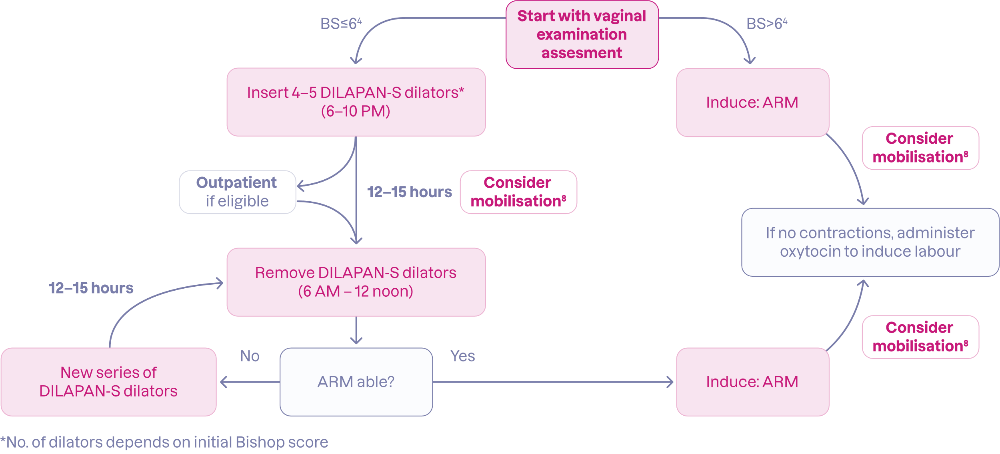 Start with vaginal
examination
assesment
BS≤6⁴
BS>6⁴
Insert 4–5 DILAPAN-Sdilators*
(6–10 PM)
Induce: ARM
Consider
mobilisation⁸
Outpatient
if eligible
12–15 hours
Consider
mobilisation⁸
If no contractions, administer
oxytocin to induce labour
Remove DILAPAN-S dilators
(6 AM – 12 noon)
12–15 hours
Consider
mobilisation⁸
New series of
DILAPAN-S dilators
No
ARM able?
Yes
Induce: ARM
*No. of dilators depends on initial Bishop score